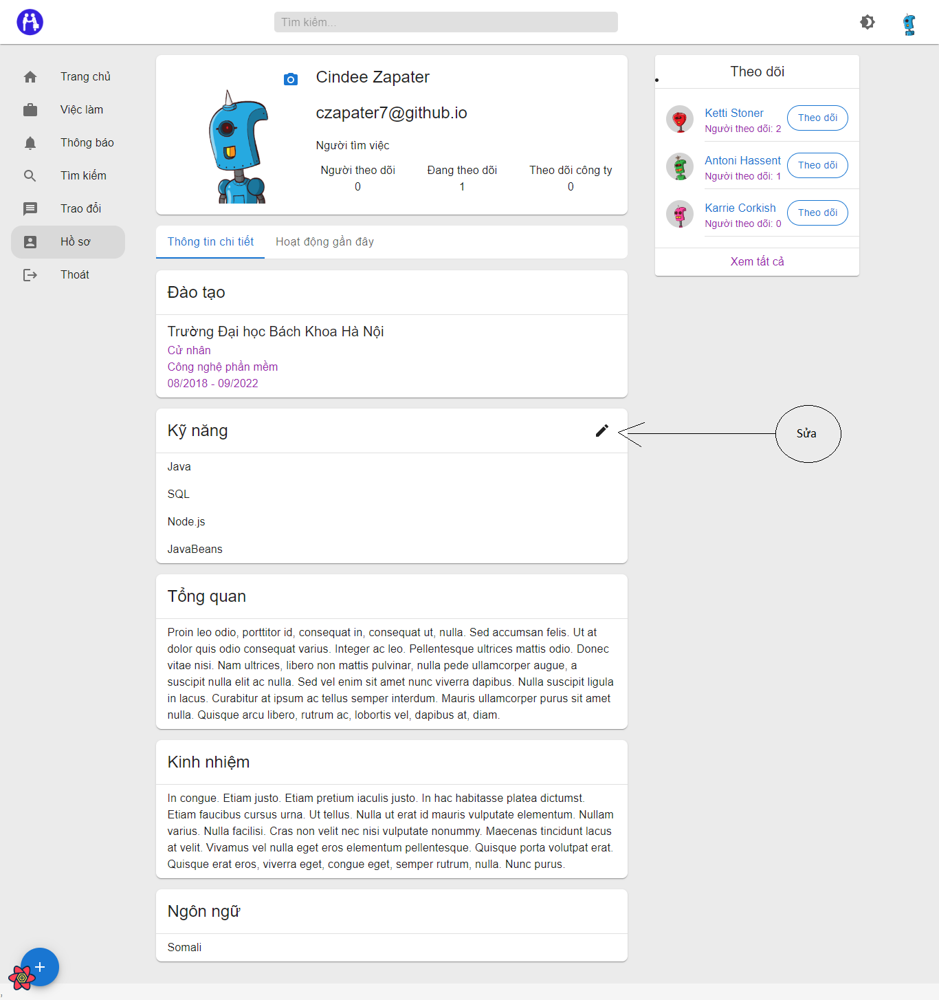 Tìm kiếm...
Trang chủ
Việc làm
Thông báo
Tìm kiếm
Trao đổi
Hồ sơ
Thoát
Cindee Zapater
czapater7@github.io
Người tìm việc
Người theo dõi Đang theo dõi Theo dõi công ty
0 1 0
Thông tin chi tiết Hoạt động gần đây
Đào tạo
Trường Đại học Bách Khoa Hà Nội
Cử nhân
Công nghệ phần mềm
08/2018 - 09/2022
Kỹ năng
Sửa
Java
SQL
Node.js
JavaBeans
Tổng quan
Proin leo odio, porttitor id, consequat in, consequat ut, nulla. Sed accumsan felis. Ut at
dolor quis odio consequat varius. Integer ac leo. Pellentesque ultrices mattis odio. Donec
vitae nisi. Nam ultrices, libero non mattis pulvinar, nulla pede ullamcorper augue, a
suscipit nulla elit ac nulla. Sed vel enim sit amet nunc viverra dapibus. Nulla suscipit ligula
in lacus. Curabitur at ipsum ac tellus semper interdum. Mauris ullamcorper purus sit amet
nulla. Quisque arcu libero, rutrum ac, lobortis vel, dapibus at, diam.
Kinh nhiệm
In congue. Etiam justo. Etiam pretium iaculis justo. In hac habitasse platea dictumst.
Etiam faucibus cursus urna. Ut tellus. Nulla ut erat id mauris vulputate elementum. Nullam
varius. Nulla facilisi. Cras non velit nec nisi vulputate nonummy. Maecenas tincidunt lacus
at velit. Vivamus vel nulla eget eros elementum pellentesque. Quisque porta volutpat erat.
Quisque erat eros, viverra eget, congue eget, semper rutrum, nulla. Nunc purus.
Ngôn ngữ
Somali
Theo dõi
Ketti Stoner
Người theo dõi: 2
Theo dõi
Antoni Hassent
Người theo dõi: 1
Theo dõi
Karrie Corkish
Người theo dõi: 0
Theo dõi
Xem tất cả